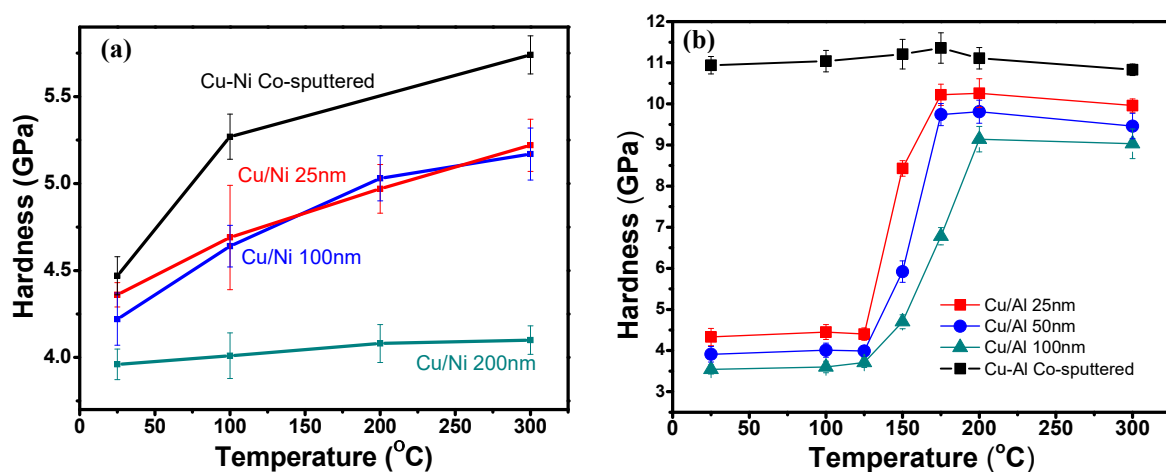 (a)
Cu-Ni Co-sputtered
Cu/Ni 25nm
Cu/Ni 100nm
Cu/Ni 200nm
Hardness (GPa)
5.5
5.0
4.5
4.0
0 50 100 150 200 250 300
Temperature (°C)
(b)
Hardness (GPa)
12
11
10
9
8
7
6
5
4
3
Cu/Al 25nm
Cu/Al 50nm
Cu/Al 100nm
Cu-Al Co-sputtered
0 50 100 150 200 250 300
Temperature (°C)